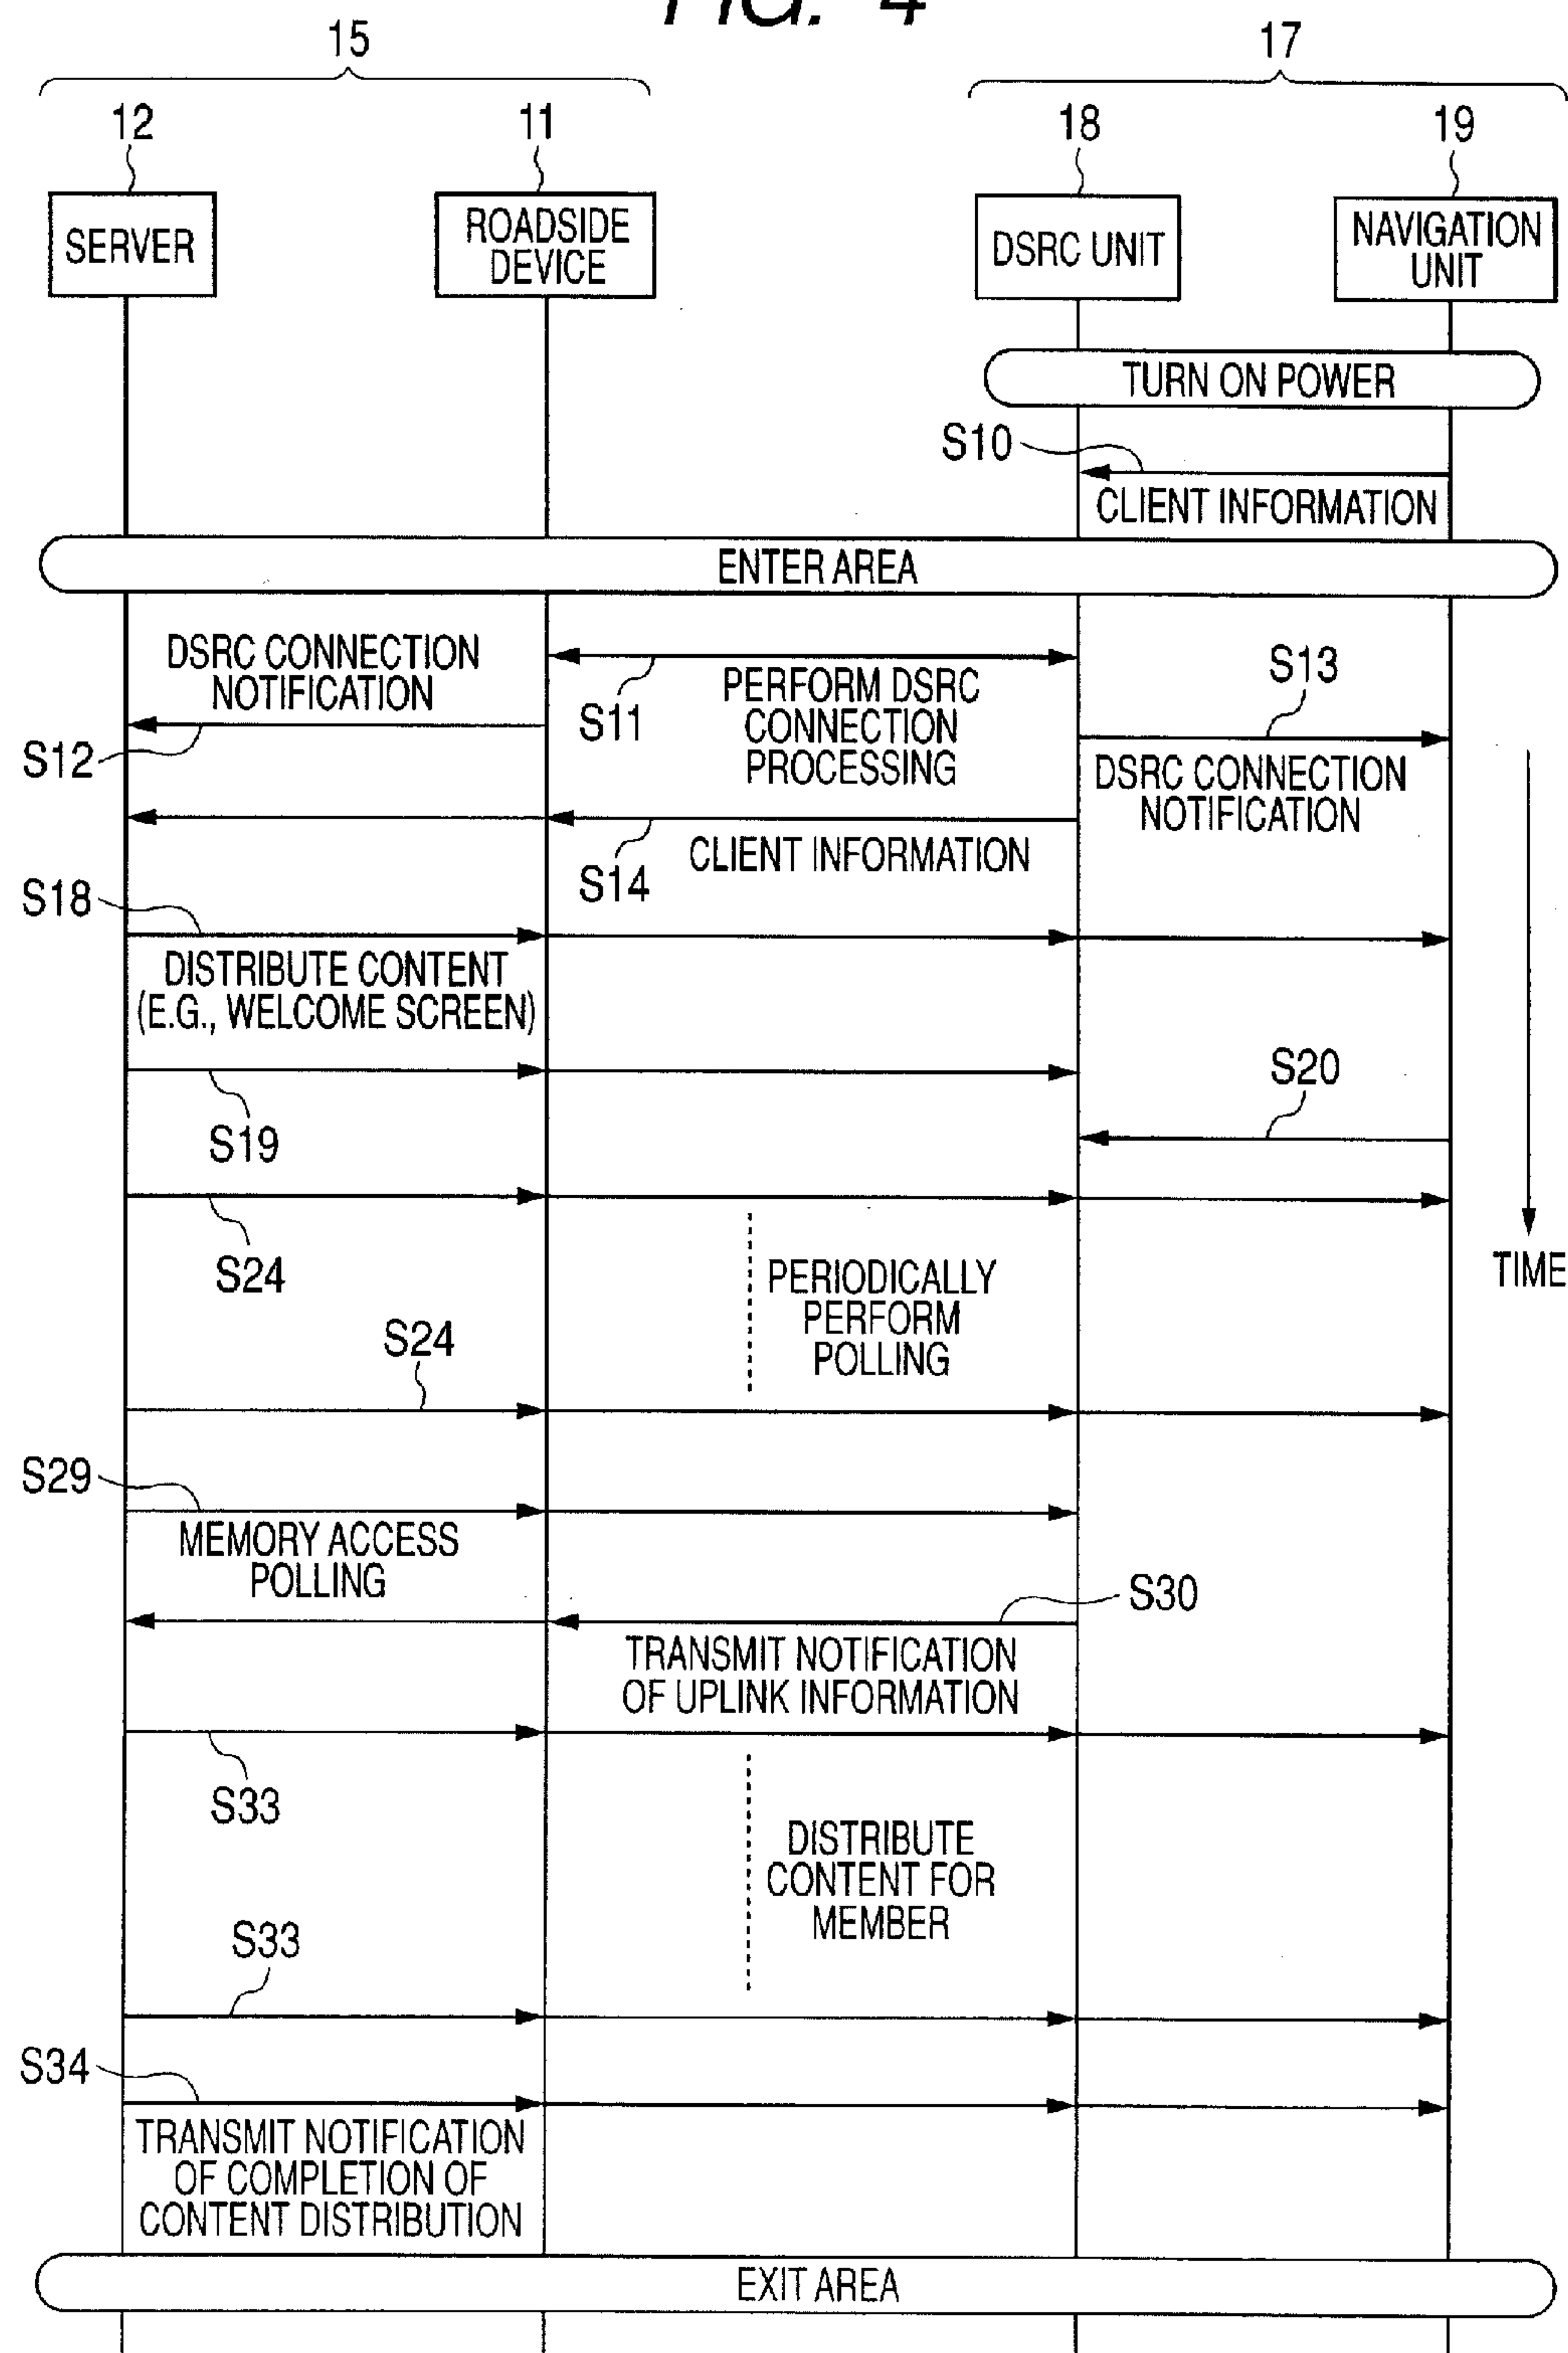 FIG. 4
15
17
12
11
18
19
SERVER
ROADSIDE
DEVICE
DSRC UNIT
NAVIGATION
UNIT
TURN ON POWER
S10
CLIENT INFORMATION
ENTER AREA
DSRC CONNECTION
NOTIFICATION
S11
PERFORM DSRC
CONNECTION
PROCESSING
S13
S12
DSRC CONNECTION
NOTIFICATION
S14
CLIENT INFORMATION
S18
DISTRIBUTE CONTENT
(E.G., WELCOME SCREEN)
S19
S20
S24
TIME
PERIODICALLY
PERFORM
POLLING
S24
S29
MEMORY ACCESS
POLLING
S30
TRANSMIT NOTIFICATION
OF UPLINK INFORMATION
S33
DISTRIBUTE
CONTENT FOR
MEMBER
S33
S34
TRANSMIT NOTIFICATION
OF COMPLETION OF
CONTENT DISTRIBUTION
EXIT AREA